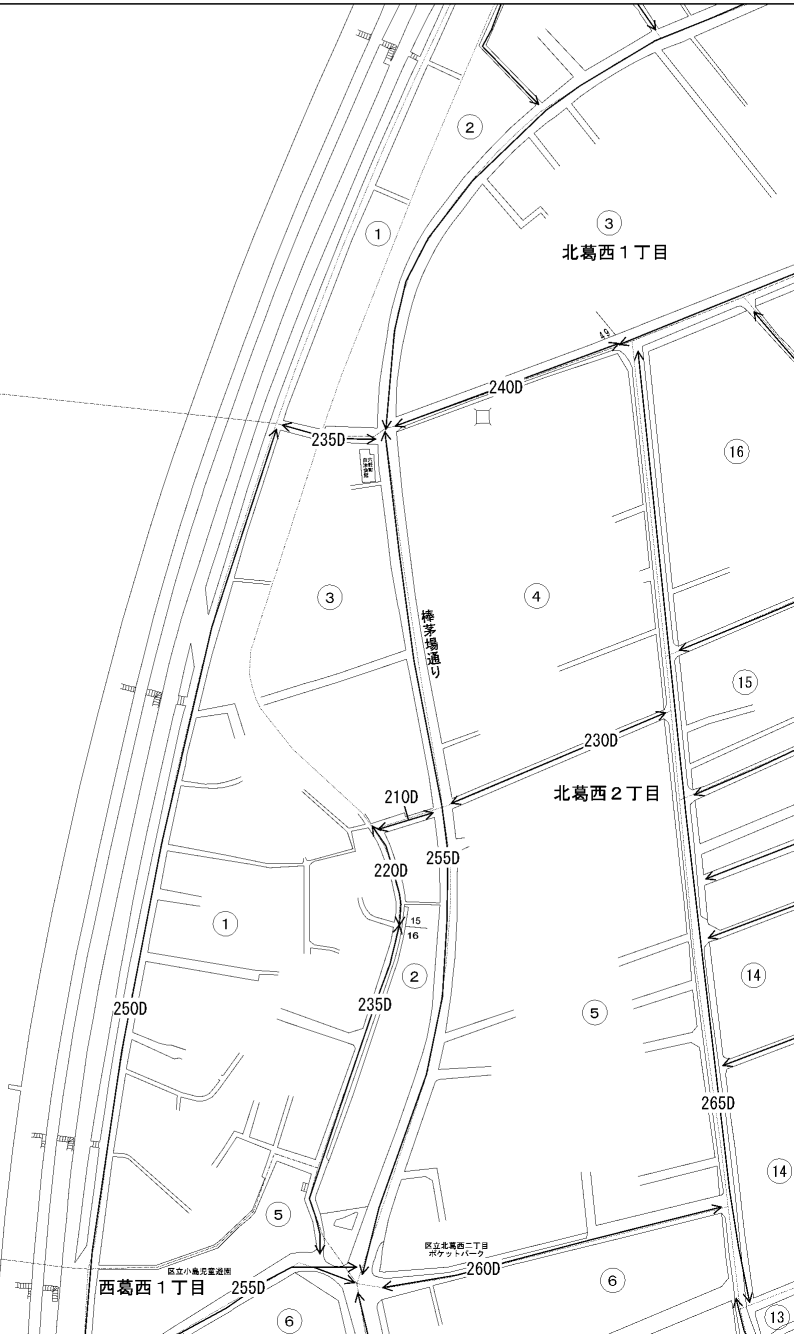 ②
③
①
北葛西1丁目
49
240D
235D
⑯
③
④
棒茅場通り
⑮
230D
210D
北葛西2丁目
255D
220D
①
15
16
②
⑭
235D
250D
⑤
265D
⑭
⑤
区立北葛西二丁目
ポケットパーク
260D
区立小島児童遊園
西葛西1丁目
255D
⑥
⑥
⑬